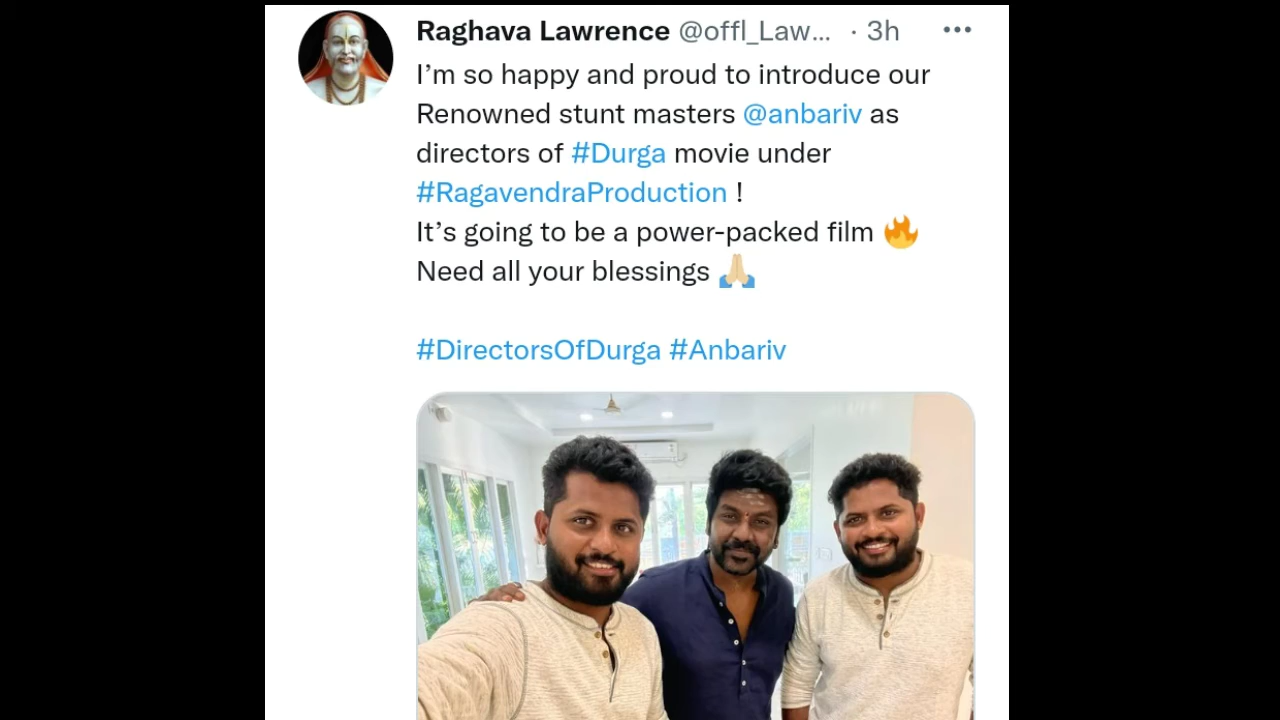 Raghava Lawrence @offl_Law... · 3h
I’m so happy and proud to introduce our
Renowned stunt masters @anbariv as
directors of #Durga movie under
#RagavendraProduction !
It’s going to be a power-packed film 🔥
Need all your blessings 🙏🏼
#DirectorsOfDurga #Anbariv